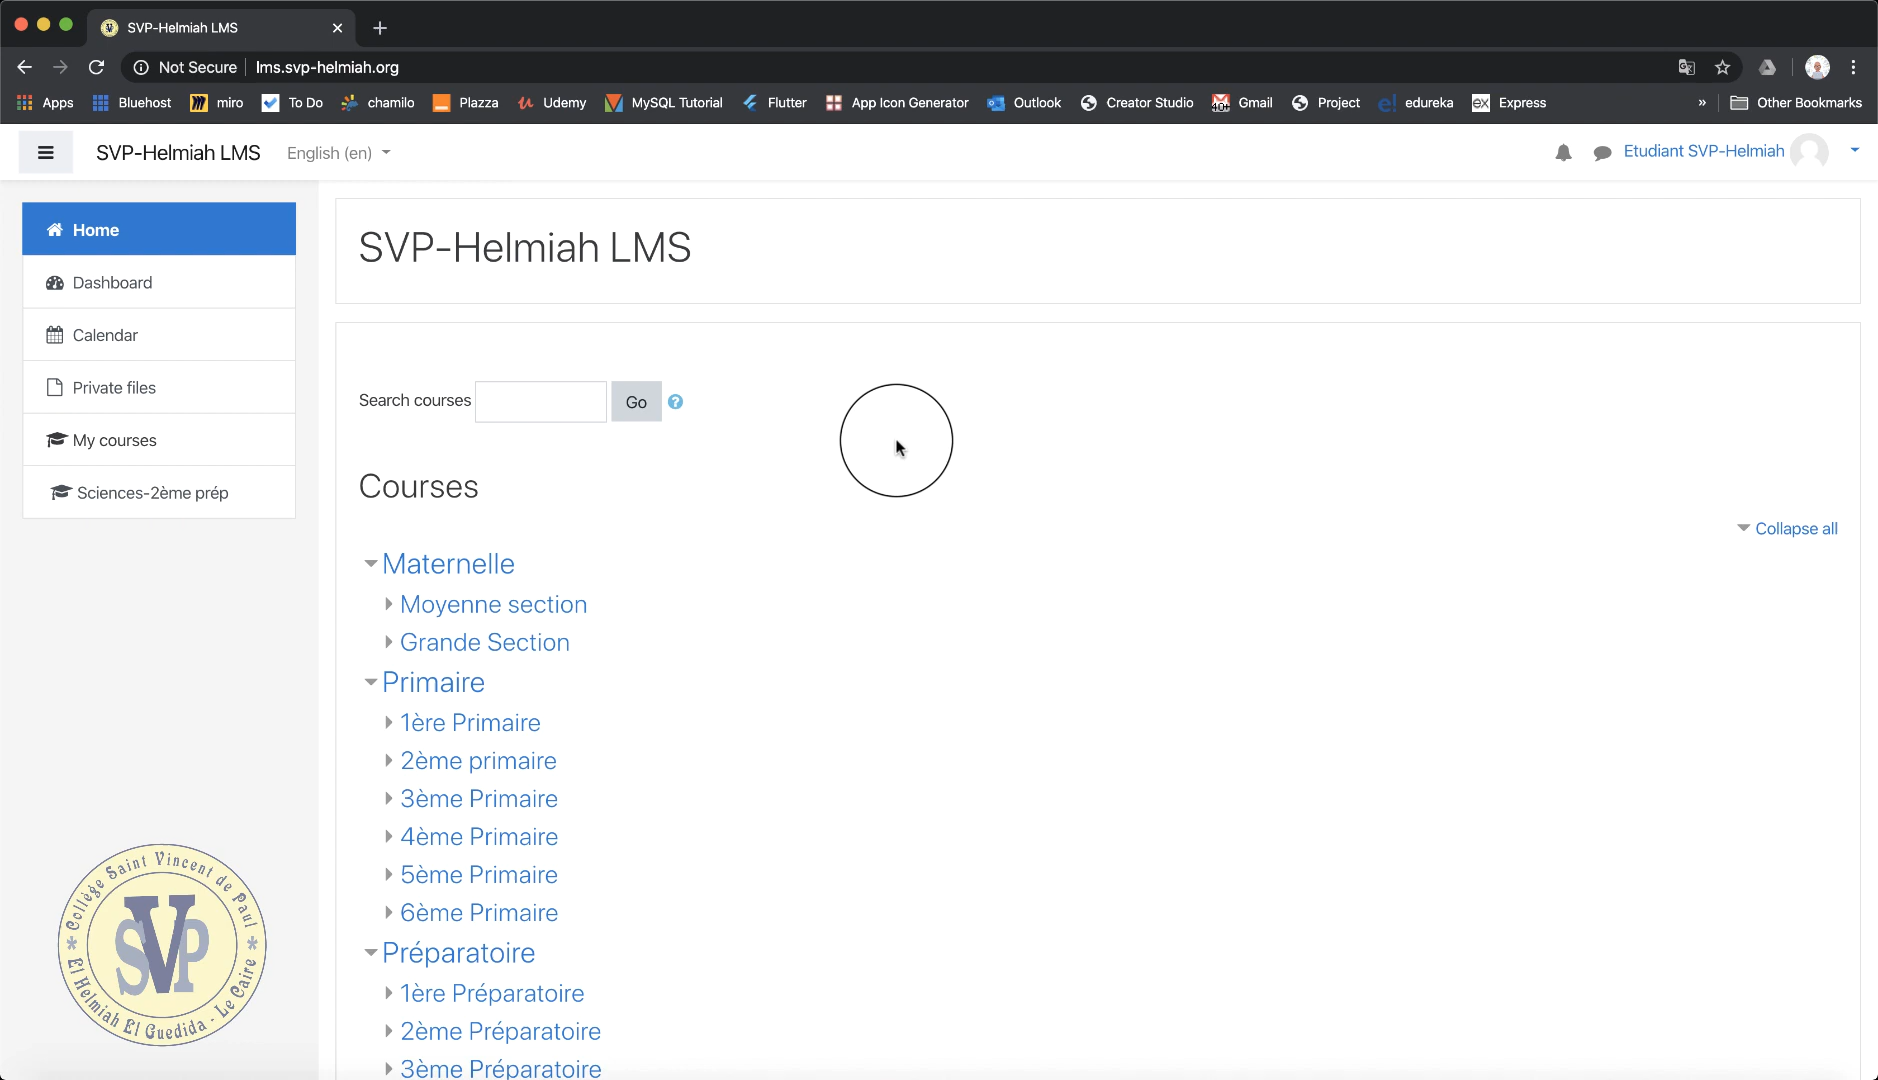 SVP-Helmiah LMS
Not Secure lms.svp-helmiah.org
Apps Bluehost miro To Do chamilo Plazza Udemy MySQL Tutorial Flutter App Icon Generator Outlook Creator Studio Gmail Project edureka Express » Other Bookmarks
SVP-Helmiah LMS English (en) Etudiant SVP-Helmiah
Home
Dashboard
Calendar
Private files
My courses
Sciences-2ème prép
Collège Saint Vincent de Paul
SVP
El Helmiah El Guedida - Le Caire
SVP-Helmiah LMS
Search courses Go ?
Courses
Collapse all
Maternelle
Moyenne section
Grande Section
Primaire
1ère Primaire
2ème primaire
3ème Primaire
4ème Primaire
5ème Primaire
6ème Primaire
Préparatoire
1ère Préparatoire
2ème Préparatoire
3ème Préparatoire